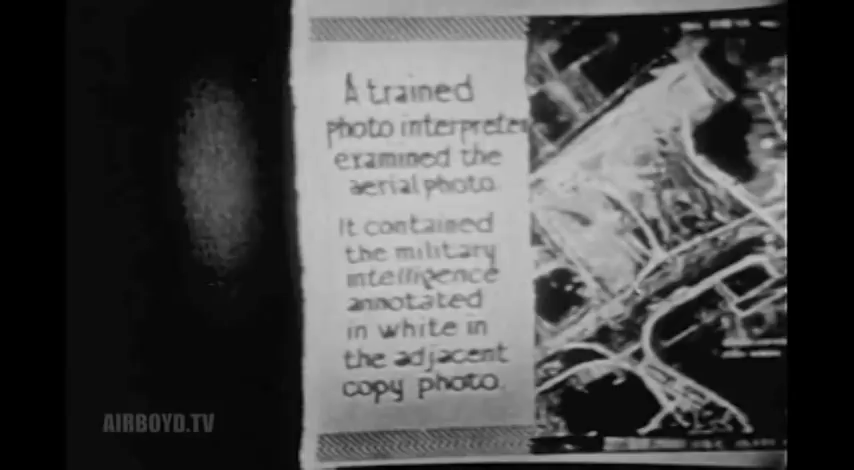 A trained
photo interpreter
examined the
aerial photo.
It contained
the military
intelligence
annotated
in white in
the adjacent
copy photo.
AIRBOYD.TV